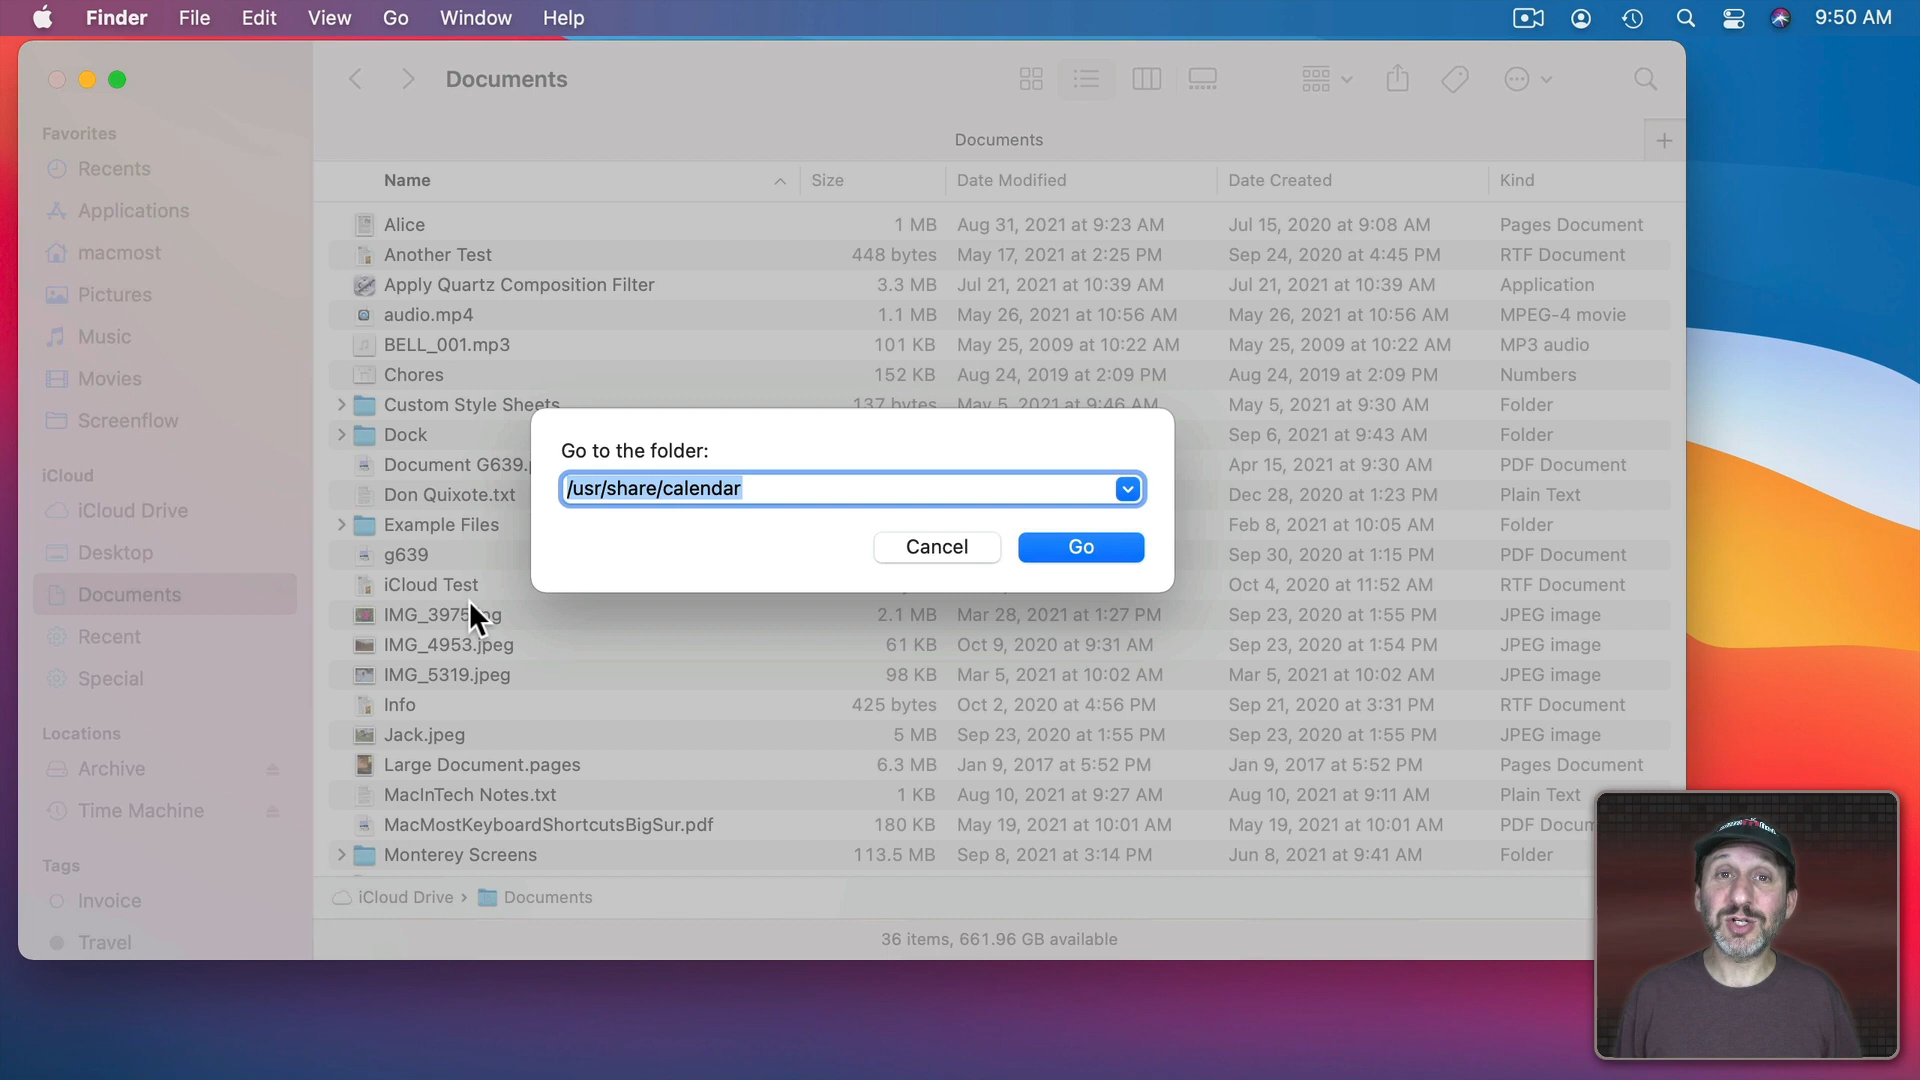 Finder File Edit View Go Window Help 9:50 AM
Documents
Documents
Favorites
Recents
Applications
macmost
Pictures
Music
Movies
Screenflow
iCloud
iCloud Drive
Desktop
Documents
Recent
Special
Locations
Archive
Time Machine
Tags
Invoice
Travel
Name Size Date Modified Date Created Kind
Alice 1 MB Aug 31, 2021 at 9:23 AM Jul 15, 2020 at 9:08 AM Pages Document
Another Test 448 bytes May 17, 2021 at 2:25 PM Sep 24, 2020 at 4:45 PM RTF Document
Apply Quartz Composition Filter 3.3 MB Jul 21, 2021 at 10:39 AM Jul 21, 2021 at 10:39 AM Application
audio.mp4 1.1 MB May 26, 2021 at 10:56 AM May 26, 2021 at 10:56 AM MPEG-4 movie
BELL_001.mp3 101 KB May 25, 2009 at 10:22 AM May 25, 2009 at 10:22 AM MP3 audio
Chores 152 KB Aug 24, 2019 at 2:09 PM Aug 24, 2019 at 2:09 PM Numbers
Custom Style Sheets 137 bytes May 5, 2021 at 9:46 AM May 5, 2021 at 9:30 AM Folder
Dock Sep 6, 2021 at 9:43 AM Folder
Document G639.p Apr 15, 2021 at 9:30 AM PDF Document
Don Quixote.txt Dec 28, 2020 at 1:23 PM Plain Text
Example Files Feb 8, 2021 at 10:05 AM Folder
g639 Sep 30, 2020 at 1:15 PM PDF Document
iCloud Test Oct 4, 2020 at 11:52 AM RTF Document
IMG_3975 g 2.1 MB Mar 28, 2021 at 1:27 PM Sep 23, 2020 at 1:55 PM JPEG image
IMG_4953.jpeg 61 KB Oct 9, 2020 at 9:31 AM Sep 23, 2020 at 1:54 PM JPEG image
IMG_5319.jpeg 98 KB Mar 5, 2021 at 10:02 AM Mar 5, 2021 at 10:02 AM JPEG image
Info 425 bytes Oct 2, 2020 at 4:56 PM Sep 21, 2020 at 3:31 PM RTF Document
Jack.jpeg 5 MB Sep 23, 2020 at 1:55 PM Sep 23, 2020 at 1:55 PM JPEG image
Large Document.pages 6.3 MB Jan 9, 2017 at 5:52 PM Jan 9, 2017 at 5:52 PM Pages Document
MacInTech Notes.txt 1 KB Aug 10, 2021 at 9:27 AM Aug 10, 2021 at 9:11 AM Plain Text
MacMostKeyboardShortcutsBigSur.pdf 180 KB May 19, 2021 at 10:01 AM May 19, 2021 at 10:01 AM PDF Docum
Monterey Screens 113.5 MB Sep 8, 2021 at 3:14 PM Jun 8, 2021 at 9:41 AM Folder
iCloud Drive › Documents
36 items, 661.96 GB available
Go to the folder:
/usr/share/calendar
Cancel Go